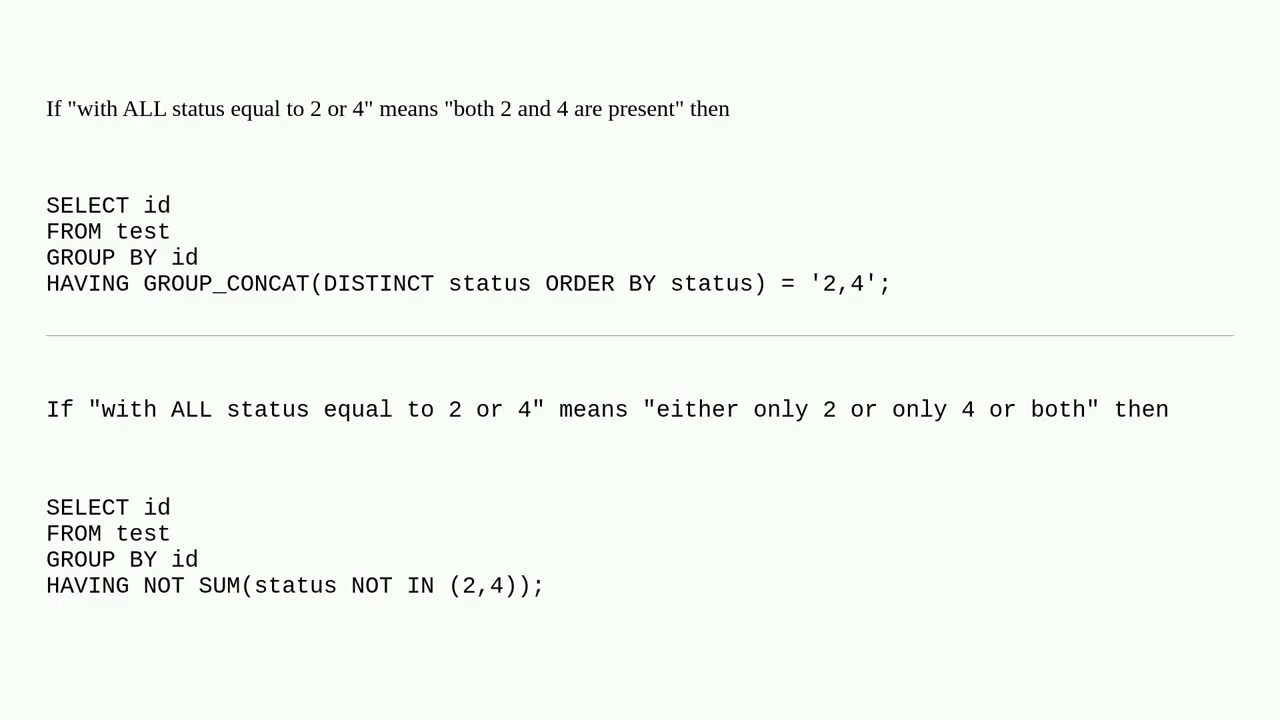 If "with ALL status equal to 2 or 4" means "both 2 and 4 are present" then
SELECT id
FROM test
GROUP BY id
HAVING GROUP_CONCAT(DISTINCT status ORDER BY status) = '2,4';
If "with ALL status equal to 2 or 4" means "either only 2 or only 4 or both" then
SELECT id
FROM test
GROUP BY id
HAVING NOT SUM(status NOT IN (2,4));